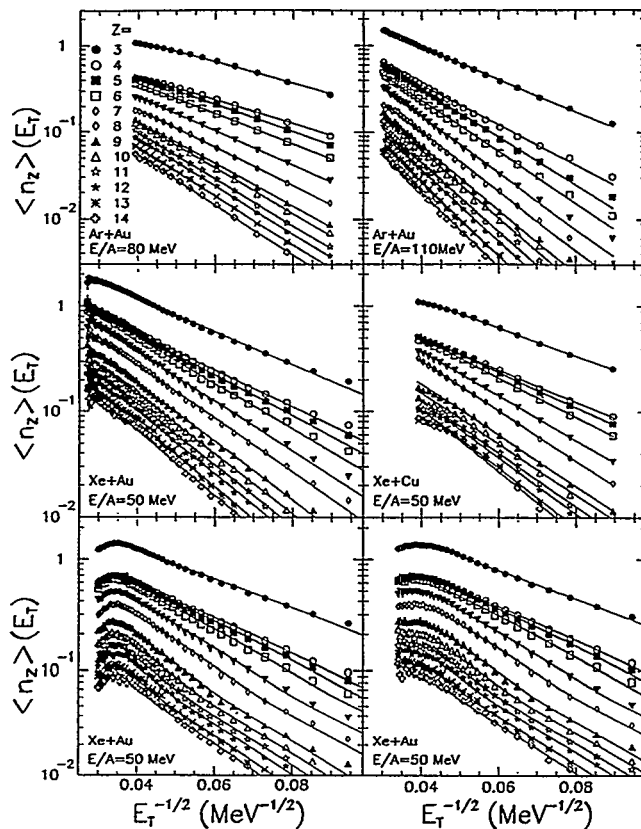 Z=
3
4
5
6
7
8
9
10
11
12
13
14
Ar+Au
E/A=80 MeV
Ar+Au
E/A=110MeV
1
10⁻¹
10⁻²
<n_Z>(E_T)
Xe+Au
E/A=50 MeV
Xe+Cu
E/A=50 MeV
1
10⁻¹
10⁻²
<n_Z>(E_T)
Xe+Au
E/A=50 MeV
Xe+Au
E/A=50 MeV
1
10⁻¹
10⁻²
<n_Z>(E_T)
0.04 0.06 0.08 0.04 0.06 0.08
E_T⁻¹/² (MeV⁻¹/²) E_T⁻¹/² (MeV⁻¹/²)